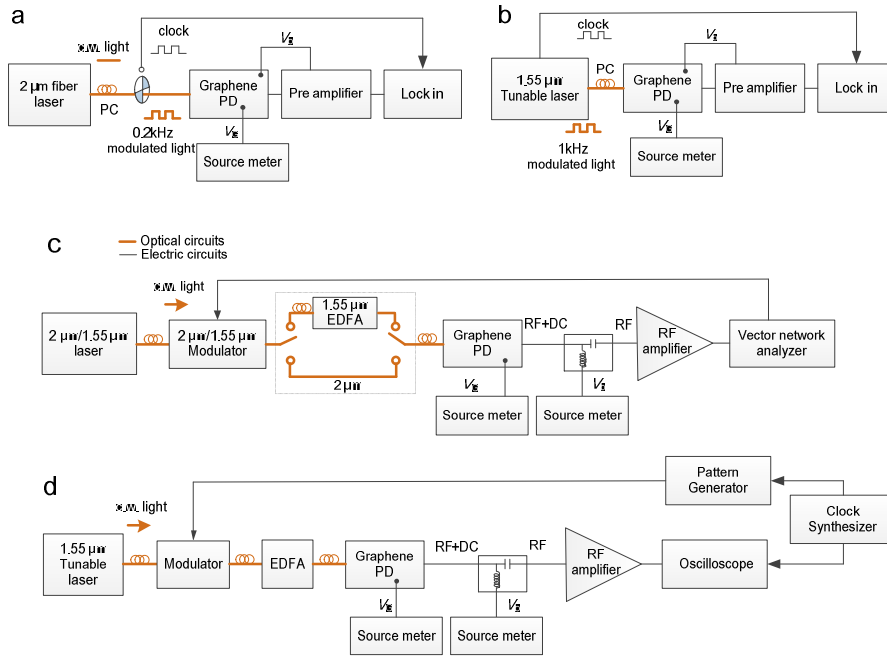 a
clock
c.w. light
2 µm fiber
laser
PC
0.2kHz
modulated light
Graphene
PD
Pre amplifier
Lock in
Source meter
b
clock
1.55 µm
Tunable laser
PC
1kHz
modulated light
Graphene
PD
Pre amplifier
Lock in
Source meter
c
Optical circuits
Electric circuits
c.w. light
2 µm/1.55 µm
laser
2 µm/1.55 µm
Modulator
1.55 µm
EDFA
2 µm
Graphene
PD
RF+DC
RF
RF
amplifier
Vector network
analyzer
Source meter
Source meter
d
c.w. light
1.55 µm
Tunable
laser
Modulator
EDFA
Graphene
PD
RF+DC
RF
RF
amplifier
Oscilloscope
Pattern
Generator
Clock
Synthesizer
Source meter
Source meter